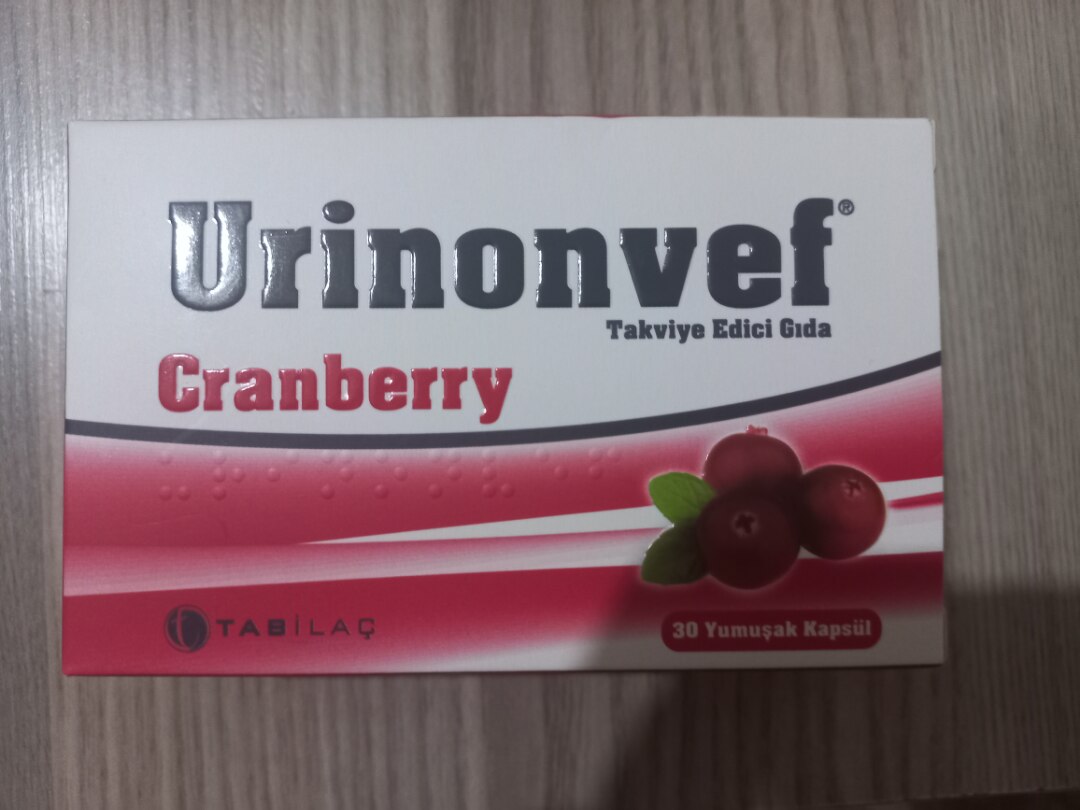 Urinonvef®
Takviye Edici Gıda
Cranberry
TABİLAÇ
30 Yumuşak Kapsül